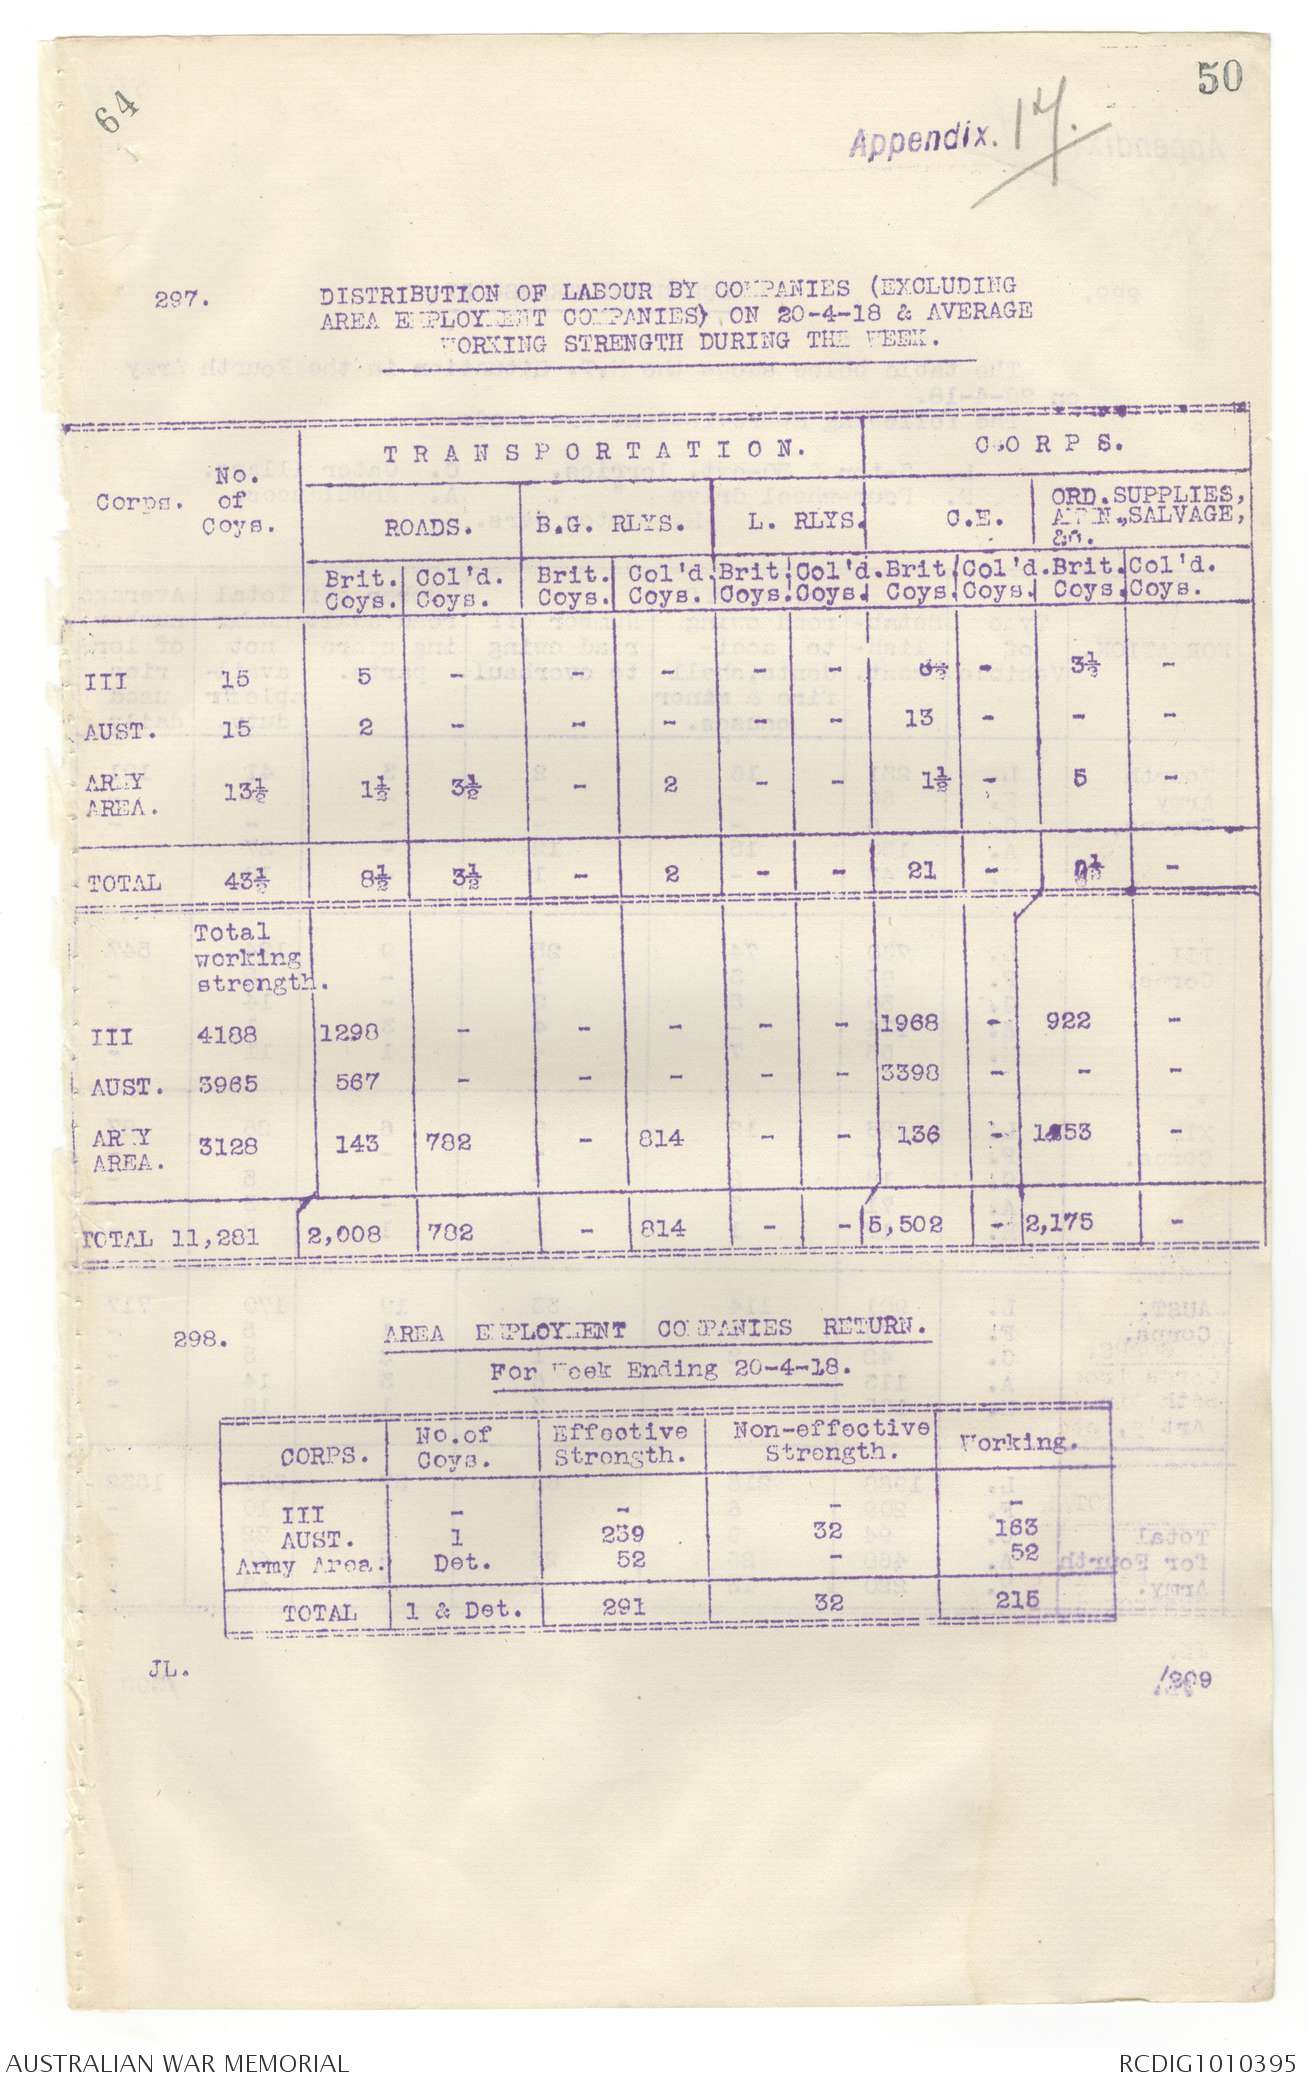 64
50
Appendix. 17.
297. DISTRIBUTION OF LABOUR BY COMPANIES (EXCLUDING
AREA EMPLOYMENT COMPANIES) ON 20-4-18 & AVERAGE
WORKING STRENGTH DURING THE WEEK.
TRANSPORTATION. CORPS.
Corps. No. of Coys. ROADS. B.G. RLYS. L. RLYS. C.E. ORD.SUPPLIES, AMN.,SALVAGE, &c.
Brit. Coys. Col'd. Coys. Brit. Coys. Col'd. Coys. Brit. Coys. Col'd. Coys. Brit. Coys. Col'd. Coys. Brit. Coys. Col'd. Coys.
III 15 5 - - - - - 6½ - 3½ -
AUST. 15 2 - - - - - 13 - - -
ARMY AREA. 13½ 1½ 3½ - 2 - - 1½ - 5 -
TOTAL 43½ 8½ 3½ - 2 - - 21 - -
Total
working
strength.
III 4188 1298 - - - - - 1968 - 922 -
AUST. 3965 567 - - - - - 3398 - - -
ARMY AREA. 3128 143 782 - 814 - - 136 - -
TOTAL 11,281 2,008 782 - 814 - - 5,502 - 2,175 -
298. AREA EMPLOYMENT COMPANIES RETURN.
For Week Ending 20-4-18.
CORPS. No.of Coys. Effective Strength. Non-effective Strength. Working.
III - - - -
AUST. 1 239 32 163
Army Area. Det. 52 - 52
TOTAL 1 & Det. 291 32 215
JL.
AUSTRALIAN WAR MEMORIAL
RCDIG1010395